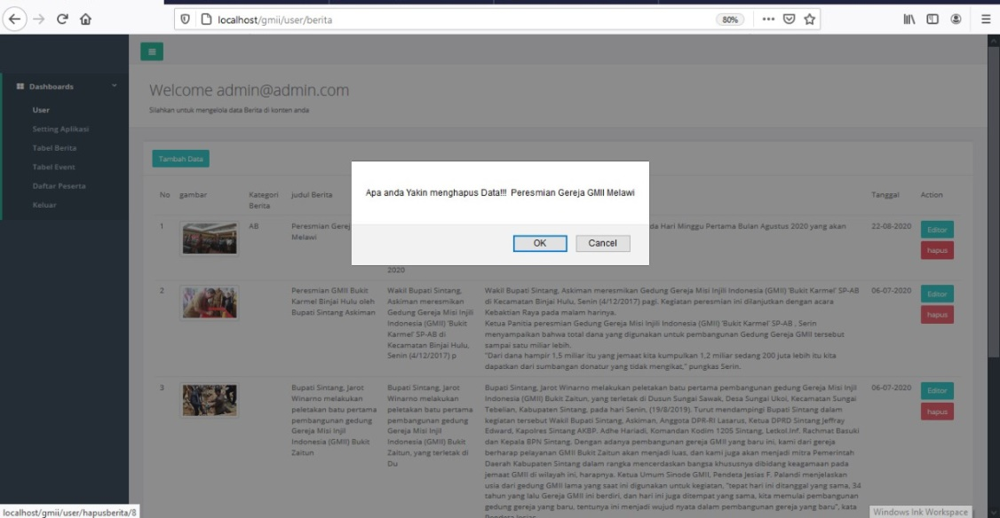 localhost/gmii/user/berita
80%
Dashboards
User
Setting Aplikasi
Tabel Berita
Tabel Event
Daftar Peserta
Keluar
Welcome admin@admin.com
Silahkan untuk mengelola data Berita di konten anda
Tambah Data
No gambar Kategori Berita judul Berita Tanggal Action
Apa anda Yakin menghapus Data!!! Peresmian Gereja GMII Melawi
OK Cancel
1 AB Peresmian Gerej
Melawi
da Hari Minggu Pertama Bulan Agustus 2020 yang akan
22-08-2020 Editor
hapus
2020
2
Peresmian GMII Bukit
Karmel Binjai Hulu oleh
Bupati Sintang Askiman
Wakil Bupati Sintang,
Askiman meresmikan
Gedung Gereja Misi Injili
Indonesia (GMII) 'Bukit
Karmel' SP-AB di
Kecamatan Binjai Hulu,
Senin (4/12/2017) p
Wakil Bupati Sintang, Askiman meresmikan Gedung Gereja Misi Injili Indonesia (GMII) 'Bukit Karmel' SP-AB
di Kecamatan Binjai Hulu, Senin (4/12/2017) pagi. Kegiatan peresmian ini dilanjutkan dengan acara
Kebaktian Raya pada malam harinya.
Ketua Panitia peresmian Gedung Gereja Misi Injili Indonesia (GMII) 'Bukit Karmel' SP-AB , Serin
menyampaikan bahwa total dana yang digunakan untuk pembangunan Gedung Gereja GMII tersebut
sampai satu miliar lebih.
"Dari dana hampir 1,5 miliar itu yang jemaat kita kumpulkan 1,2 miliar sedang 200 juta lebih itu kita
dapatkan dari sumbangan donatur yang tidak mengikat," pungkas Serin.
06-07-2020 Editor
hapus
3
Bupati Sintang, Jarot
Winarno melakukan
peletakan batu pertama
pembangunan gedung
Gereja Misi Injil
Indonesia (GMII) Bukit
Zaitun
Bupati Sintang, Jarot
Winarno melakukan
peletakan batu pertama
pembangunan gedung
Gereja Misi Injil
Indonesia (GMII) Bukit
Zaitun, yang terletak di
Du
Bupati Sintang, Jarot Winarno melakukan peletakan batu pertama pembangunan gedung Gereja Misi Injil
Indonesia (GMII) Bukit Zaitun, yang terletak di Dusun Sungai Sawak, Desa Sungai Ukoi, Kecamatan Sungai
Tebelian, Kabupaten Sintang, pada hari Senin, (19/8/2019). Turut mendampingi Bupati Sintang dalam
kegiatan tersebut Wakil Bupati Sintang, Askiman, Anggota DPR-RI Lasarus, Ketua DPRD Sintang Jeffray
Edward, Kapolres Sintang AKBP. Adhe Hariadi, Komandan Kodim 1205 Sintang, Letkol.Inf. Rachmat Basuki
dan Kepala BPN Sintang. Dengan adanya pembangunan gereja GMII yang baru ini, kami dari gereja
berharap pelayanan GMII Bukit Zaitun akan menjadi luas, dan kami juga akan menjadi mitra Pemerintah
Daerah Kabupaten Sintang dalam rangka mencerdaskan bangsa khususnya dibidang keagamaan pada
jemaat GMII di wilayah ini, harapnya. Ketua Umum Sinode GMII, Pendeta Jesias F. Palandi menjelaskan
usia dari gedung GMII lama yang saat ini digunakan untuk kegiatan, "tepat hari ini ditanggal yang sama, 34
tahun yang lalu Gereja GMII ini berdiri, dan hari ini juga ditempat yang sama, kita memulai pembangunan
gedung gereja yang baru, tentunya ini menjadi wujud nyata dalam pembangunan gereja yang baru", kata
Pendeta Jesias
06-07-2020 Editor
hapus
localhost/gmii/user/hapusberita/8
Windows Ink Workspace